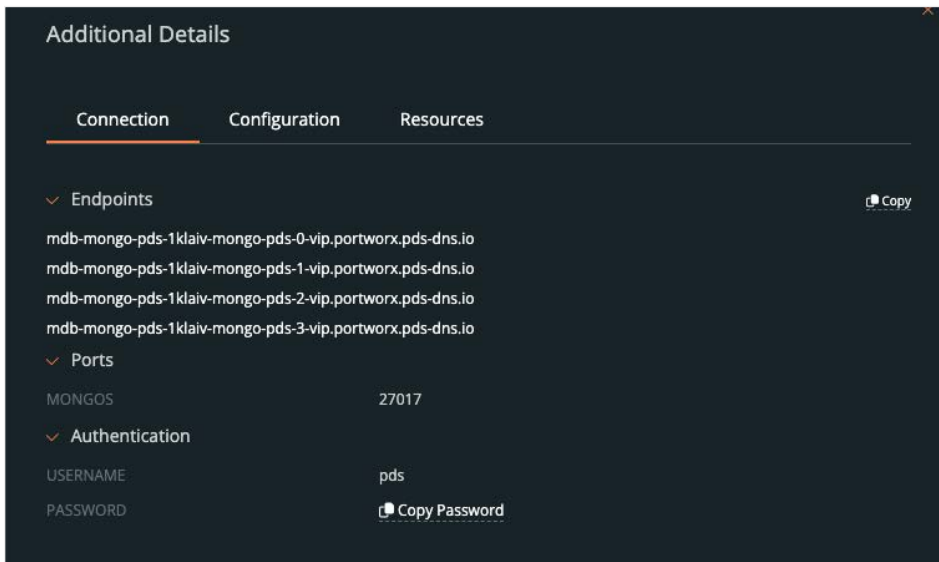 Additional Details
Connection Configuration Resources
Endpoints Copy
mdb-mongo-pds-1klaiv-mongo-pds-0-vip.portworx.pds-dns.io
mdb-mongo-pds-1klaiv-mongo-pds-1-vip.portworx.pds-dns.io
mdb-mongo-pds-1klaiv-mongo-pds-2-vip.portworx.pds-dns.io
mdb-mongo-pds-1klaiv-mongo-pds-3-vip.portworx.pds-dns.io
Ports
MONGOS 27017
Authentication
USERNAME pds
PASSWORD Copy Password